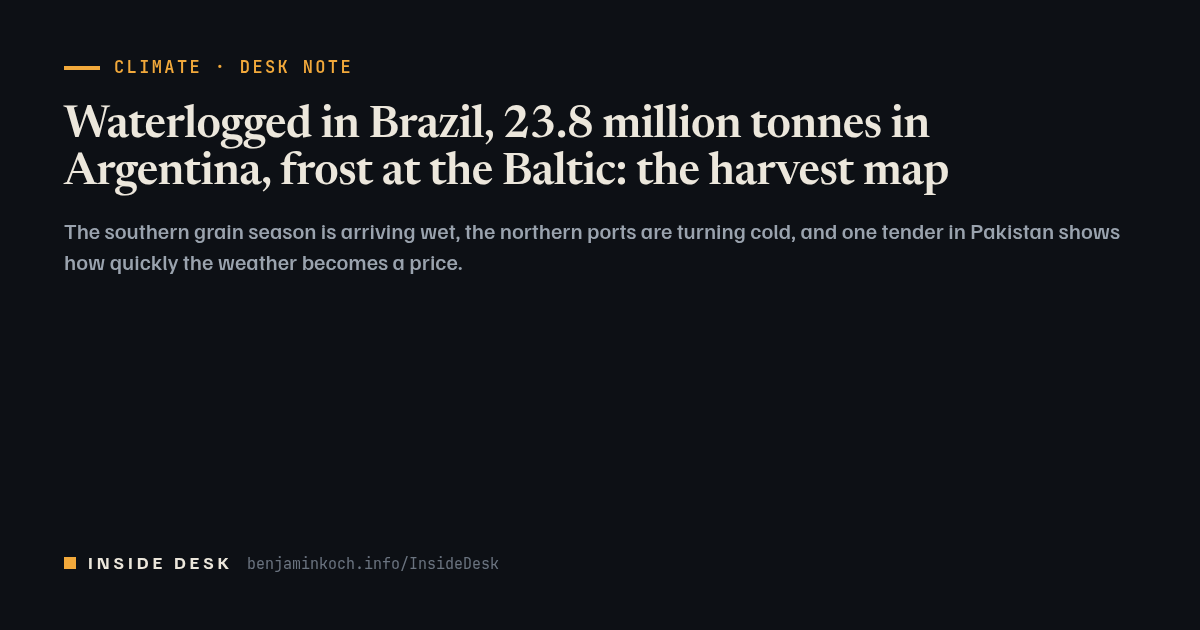 CLIMATE · DESK NOTE
Waterlogged in Brazil, 23.8 million tonnes in
Argentina, frost at the Baltic: the harvest map
The southern grain season is arriving wet, the northern ports are turning cold, and one tender in Pakistan shows
how quickly the weather becomes a price.
INSIDE DESK benjaminkoch.info/InsideDesk